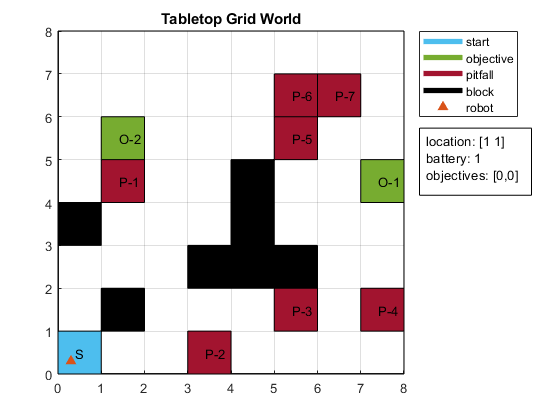 Tabletop Grid World
8
7
6
5
4
3
2
1
0
P-6 P-7
O-2 P-5
P-1 O-1
P-3 P-4
S P-2
0 1 2 3 4 5 6 7 8
start
objective
pitfall
block
robot
location: [1 1]
battery: 1
objectives: [0,0]